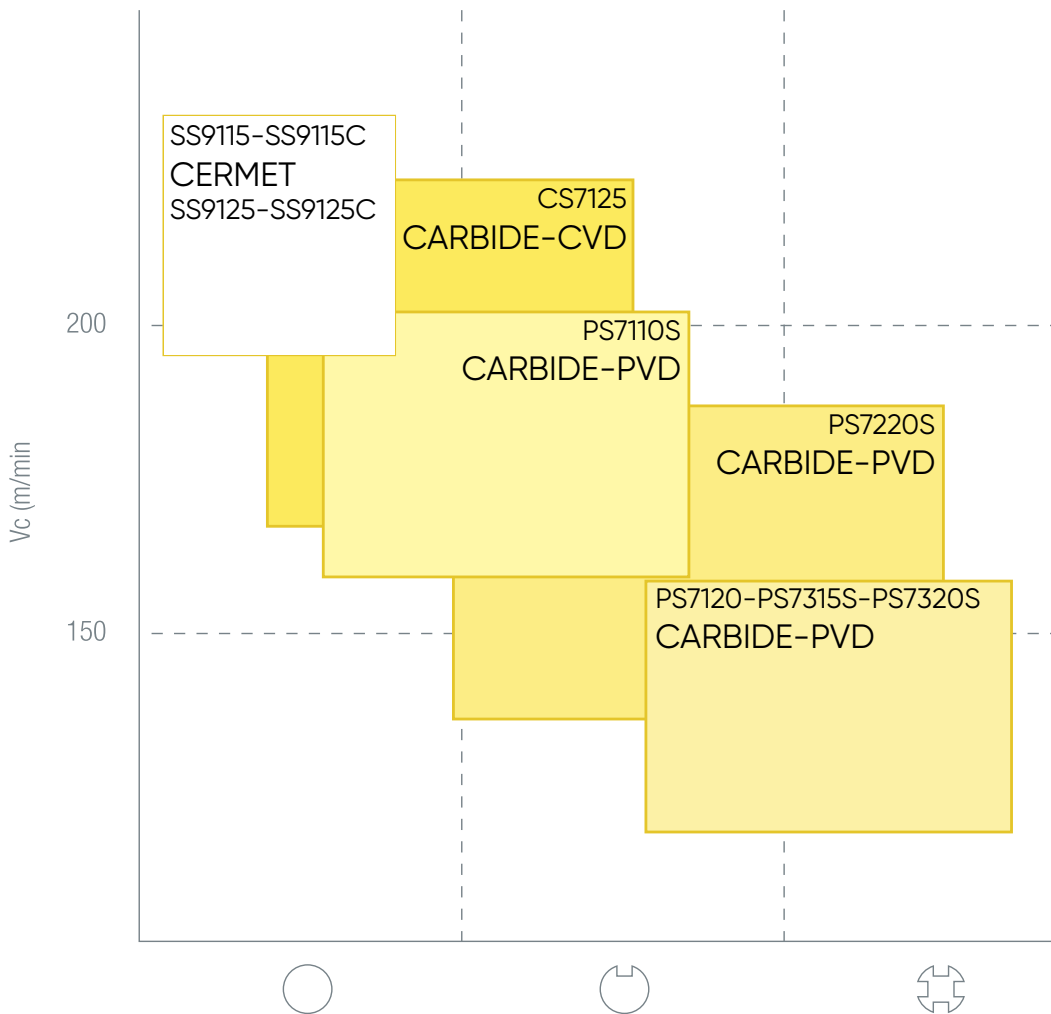 SS9115-SS9115C
CERMET
SS9125-SS9125C
CS7125
CARBIDE-CVD
200
PS7110S
CARBIDE-PVD
PS7220S
CARBIDE-PVD
Vc (m/min
PS7120-PS7315S-PS7320S
150
CARBIDE-PVD